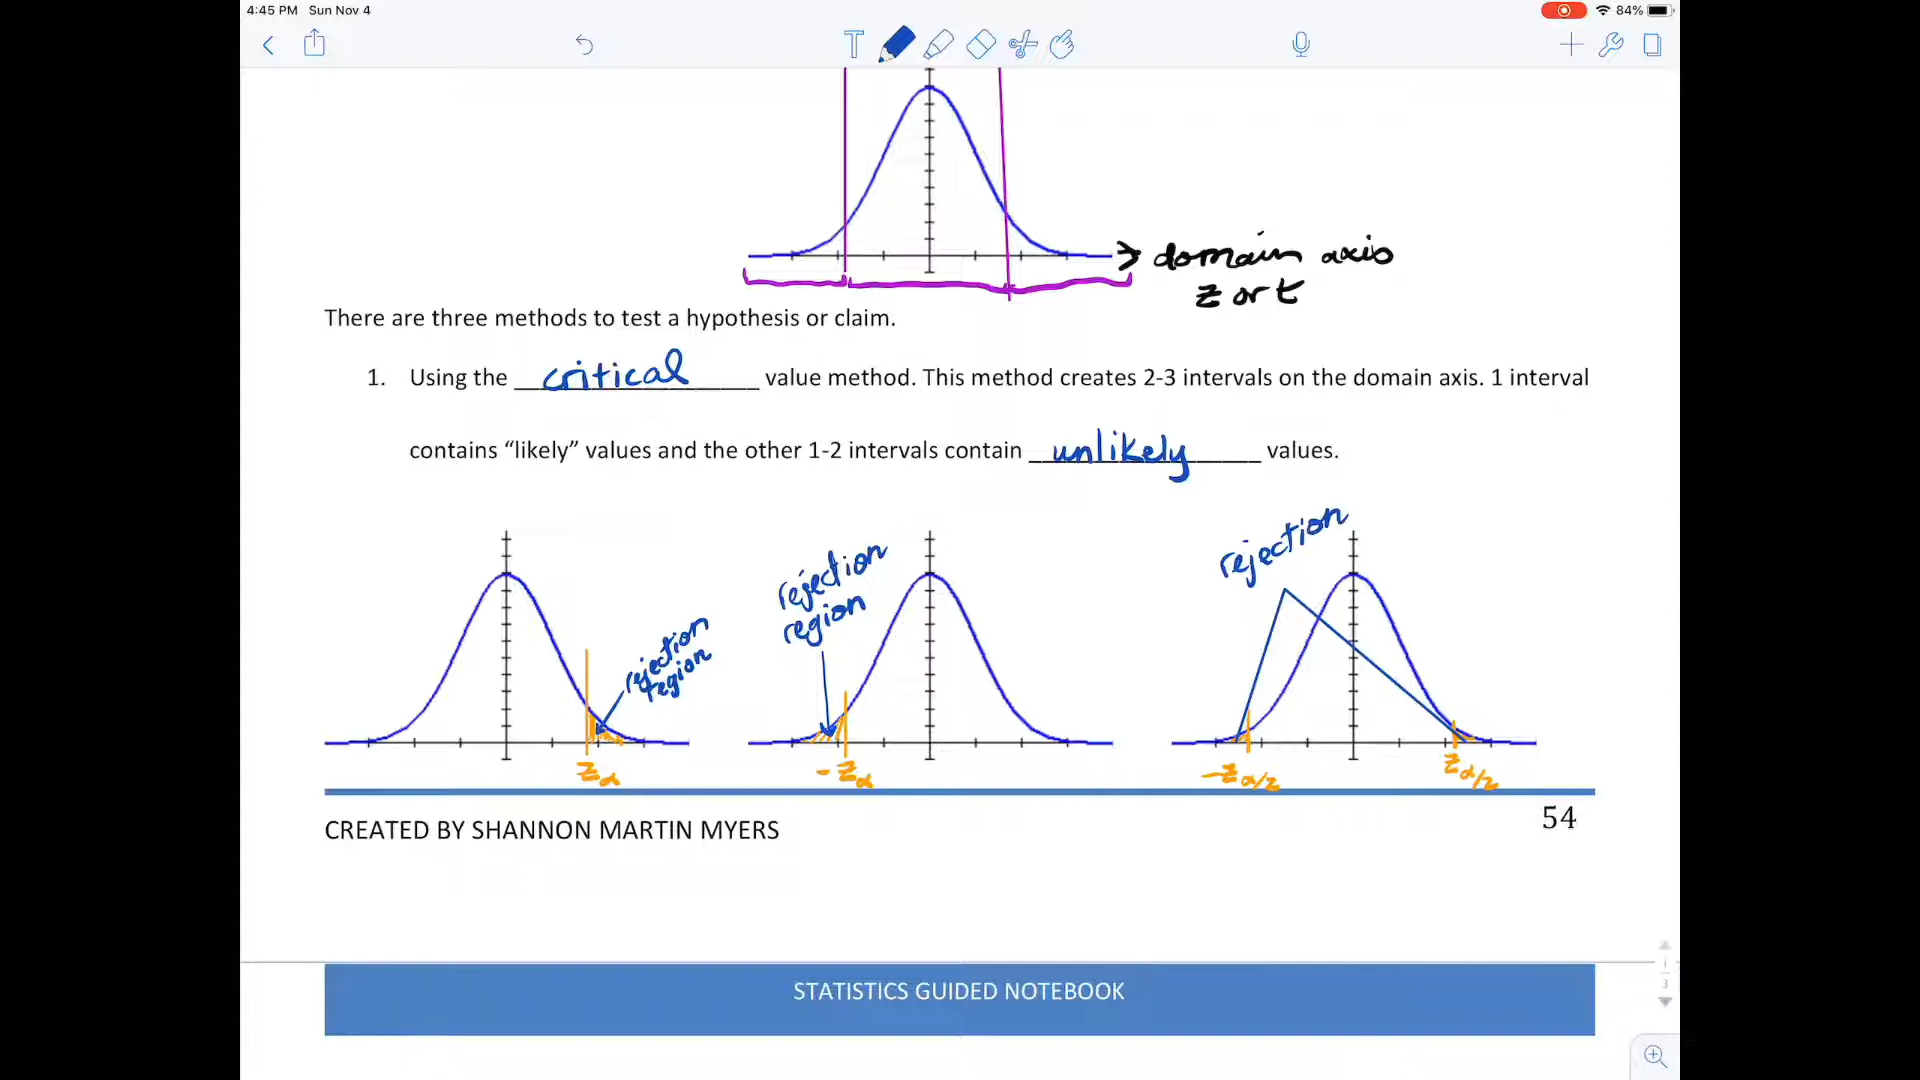 4:45 PM Sun Nov 4
84%
domain axis
z or t
There are three methods to test a hypothesis or claim.
1. Using the critical value method. This method creates 2-3 intervals on the domain axis. 1 interval
contains “likely” values and the other 1-2 intervals contain unlikely values.
rejection
region
rejection
region
rejection
zα
-zα
-zα/2
zα/2
CREATED BY SHANNON MARTIN MYERS
54
STATISTICS GUIDED NOTEBOOK
1
3